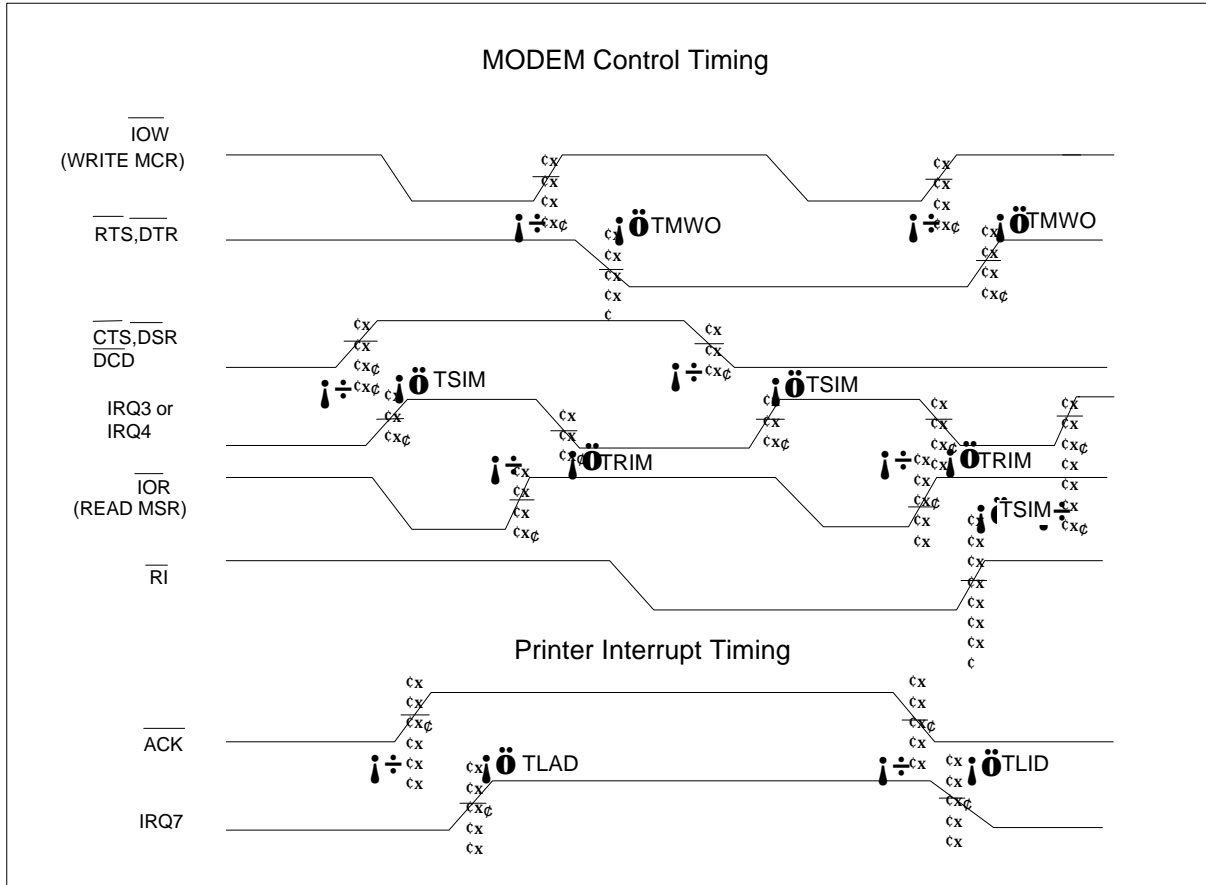 MODEM Control Timing
IOW
(WRITE MCR)
RTS,DTR
TMWO
TMWO
CTS,DSR
DCD
TSIM
TSIM
IRQ3 or
IRQ4
TRIM
TRIM
IOR
(READ MSR)
TSIM
RI
Printer Interrupt Timing
ACK
TLAD
TLID
IRQ7